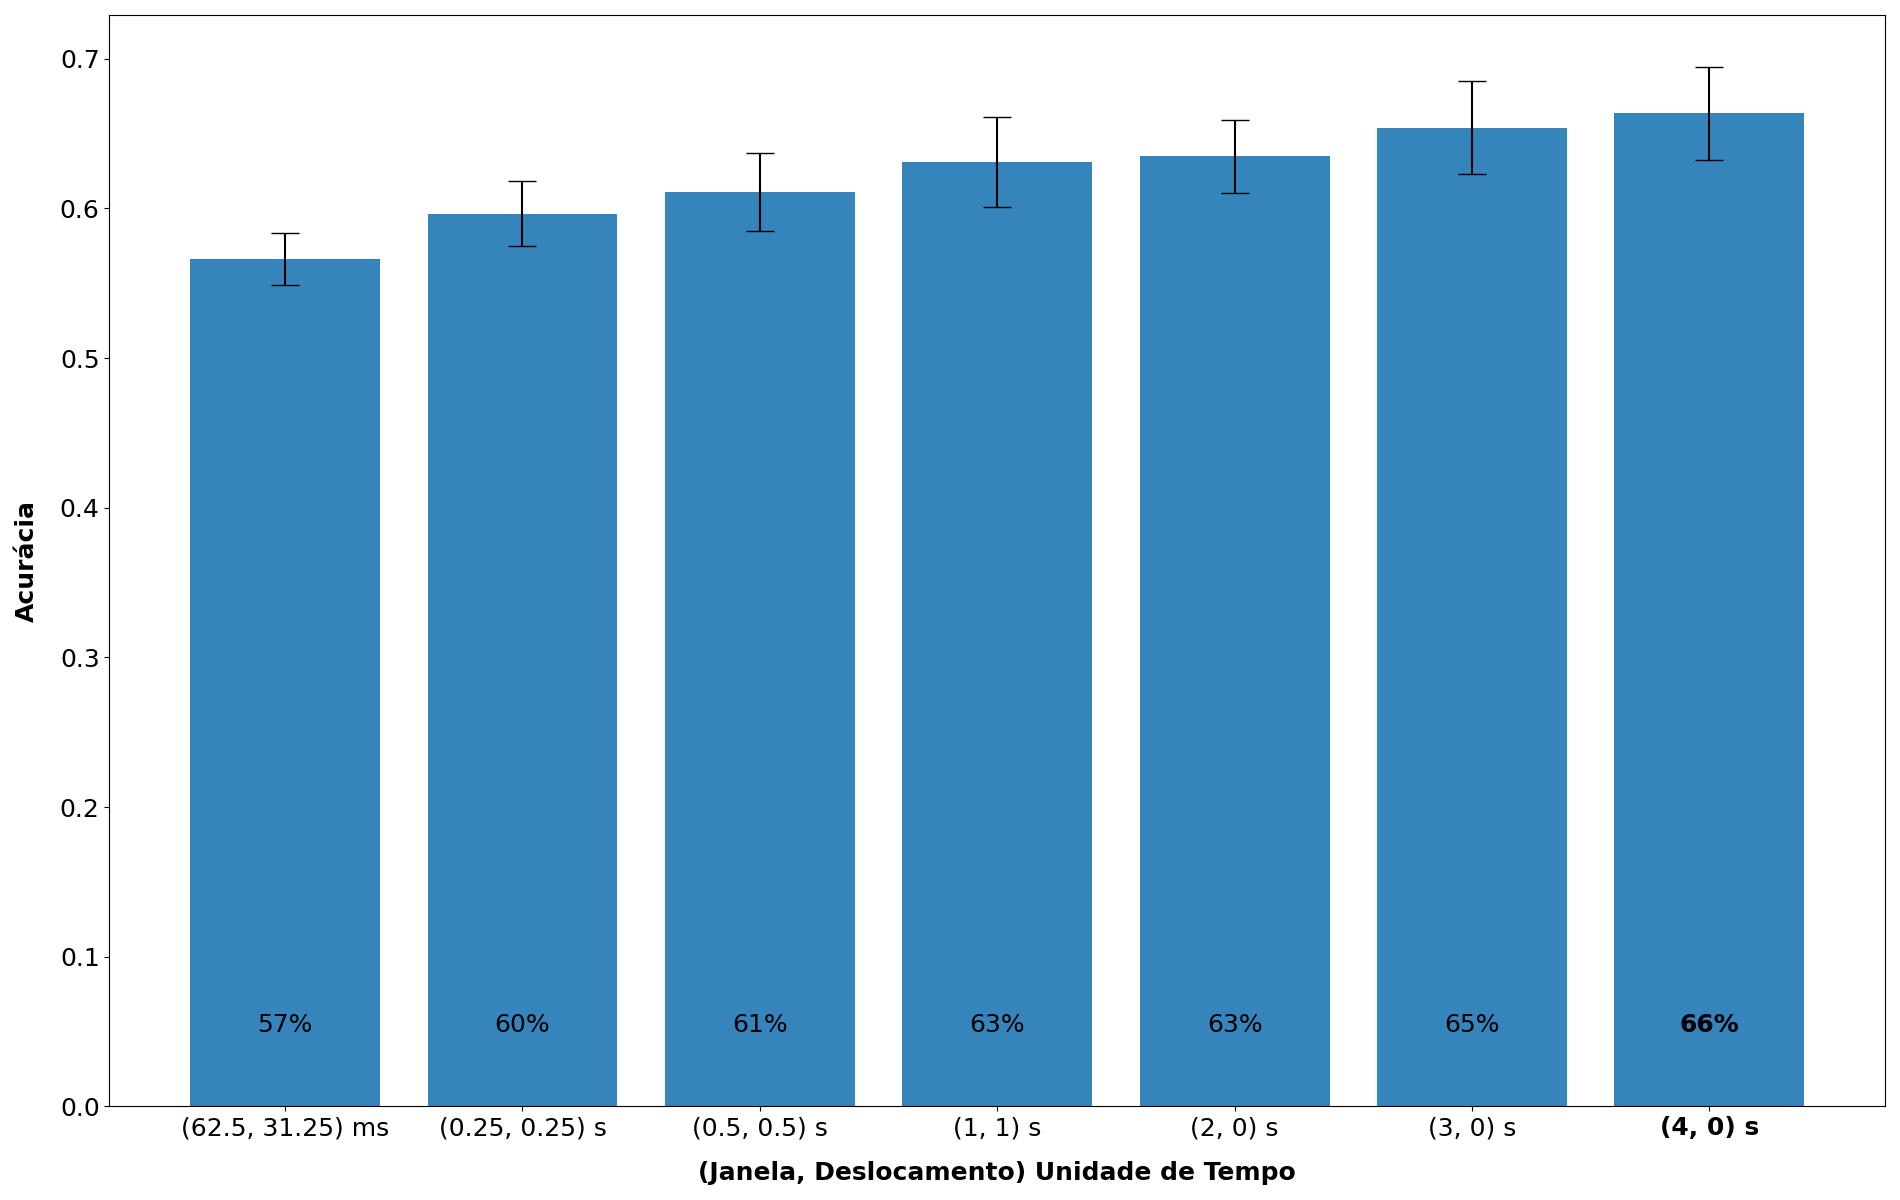 0.7
0.6
0.5
0.4
0.3
0.2
0.1
0.0
Acurácia
57% 60% 61% 63% 63% 65% 66%
(62.5, 31.25) ms (0.25, 0.25) s (0.5, 0.5) s (1, 1) s (2, 0) s (3, 0) s (4, 0) s
(Janela, Deslocamento) Unidade de Tempo